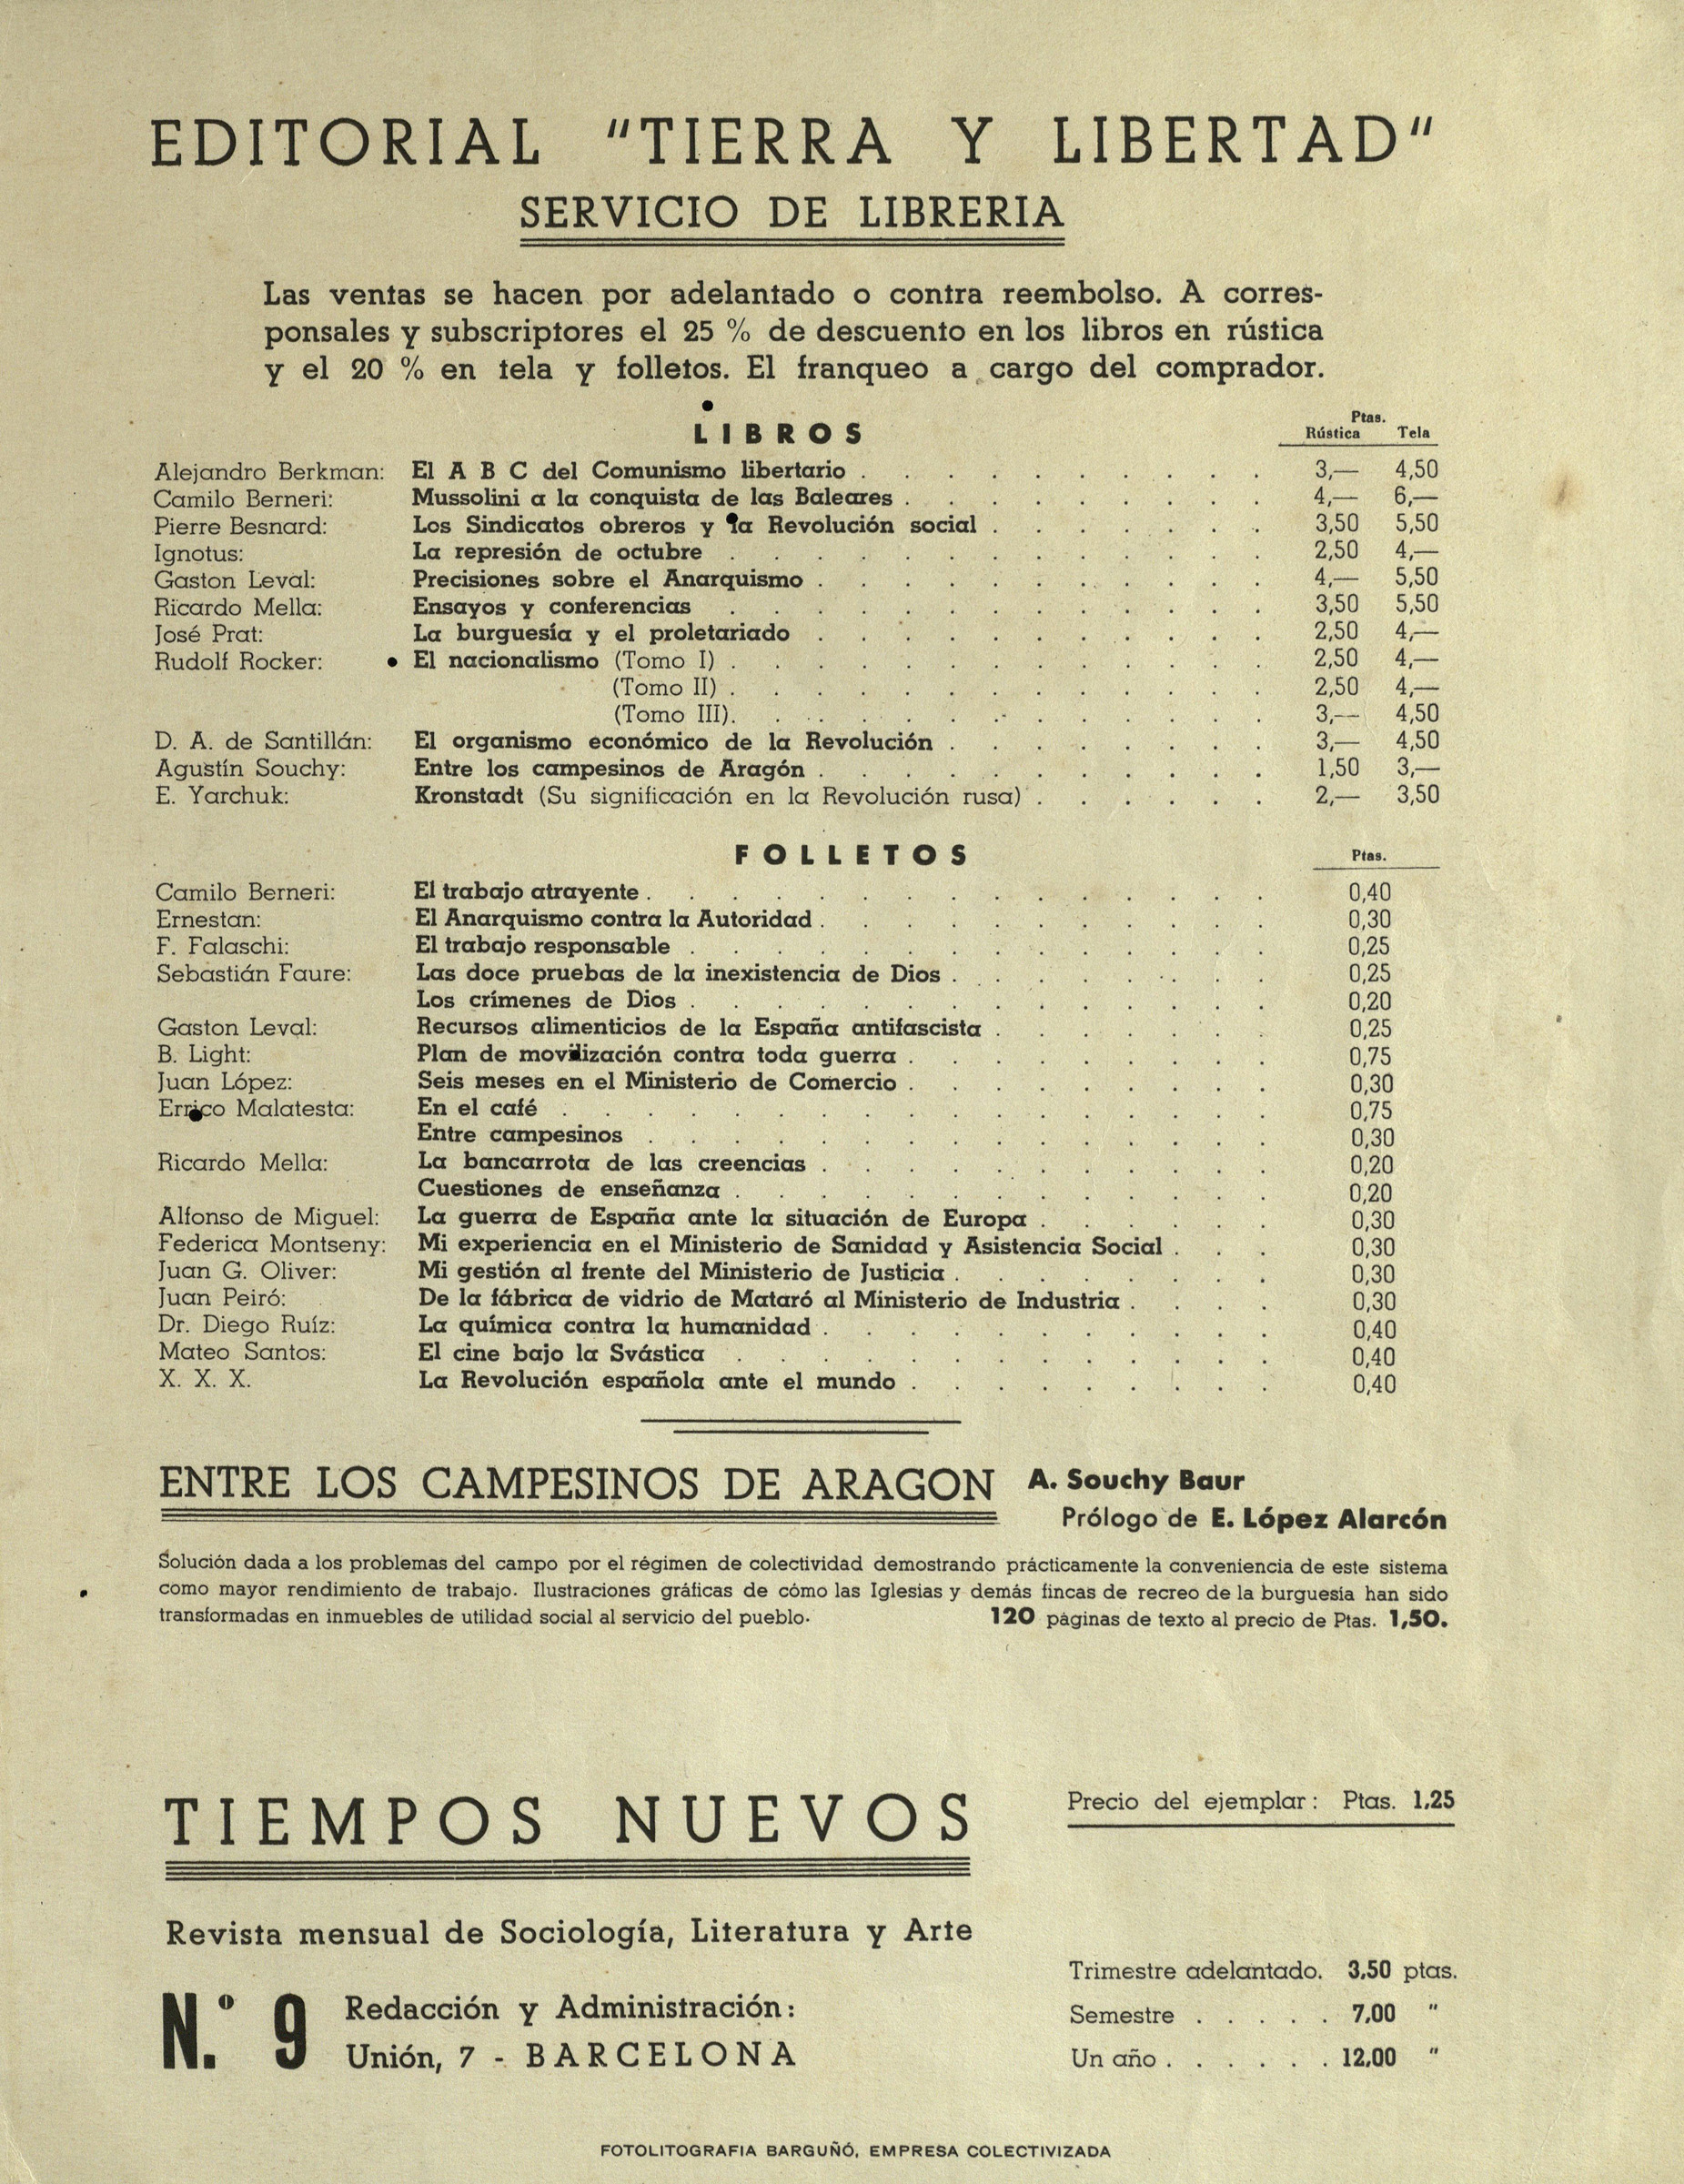 EDITORIAL "TIERRA Y LIBERTAD"
SERVICIO DE LIBRERIA
Las ventas se hacen por adelantado o contra reembolso. A corres-
ponsales y subscriptores el 25 % de descuento en los libros en rústica
y el 20 % en tela y folletos. El franqueo a cargo del comprador.
LIBROS
Ptas.
Rústica Tela
Alejandro Berkman: El A B C del Comunismo libertario . . . . . . . . . . 3,— 4,50
Camilo Berneri: Mussolini a la conquista de las Baleares . . . . . . . . . 4,— 6,—
Pierre Besnard: Los Sindicatos obreros y la Revolución social . . . . . . . 3,50 5,50
Ignotus: La represión de octubre . . . . . . . . . . . . . 2,50 4,—
Gaston Leval: Precisiones sobre el Anarquismo . . . . . . . . . . . 4,— 5,50
Ricardo Mella: Ensayos y conferencias . . . . . . . . . . . . . 3,50 5,50
José Prat: La burguesía y el proletariado . . . . . . . . . . . 2,50 4,—
Rudolf Rocker: El nacionalismo (Tomo I) . . . . . . . . . . . . . 2,50 4,—
(Tomo II) . . . . . . . . . . . . . 2,50 4,—
(Tomo III). . . . . . . . . . . . . 3,— 4,50
D. A. de Santillán: El organismo económico de la Revolución . . . . . . . . 3,— 4,50
Agustín Souchy: Entre los campesinos de Aragón . . . . . . . . . . . 1,50 3,—
E. Yarchuk: Kronstadt (Su significación en la Revolución rusa) . . . . . . 2,— 3,50
FOLLETOS
Ptas.
Camilo Berneri: El trabajo atrayente . . . . . . . . . . . . . . . 0,40
Ernestan: El Anarquismo contra la Autoridad . . . . . . . . . . . 0,30
F. Falaschi: El trabajo responsable . . . . . . . . . . . . . . 0,25
Sebastián Faure: Las doce pruebas de la inexistencia de Dios . . . . . . . . 0,25
Los crímenes de Dios . . . . . . . . . . . . . . 0,20
Gaston Leval: Recursos alimenticios de la España antifascista . . . . . . . 0,25
B. Light: Plan de movilización contra toda guerra . . . . . . . . . 0,75
Juan López: Seis meses en el Ministerio de Comercio . . . . . . . . . 0,30
Errico Malatesta: En el café . . . . . . . . . . . . . . . . . 0,75
Entre campesinos . . . . . . . . . . . . . . . 0,30
Ricardo Mella: La bancarrota de las creencias . . . . . . . . . . . 0,20
Cuestiones de enseñanza . . . . . . . . . . . . . 0,20
Alfonso de Miguel: La guerra de España ante la situación de Europa . . . . . . 0,30
Federica Montseny: Mi experiencia en el Ministerio de Sanidad y Asistencia Social . . . 0,30
Juan G. Oliver: Mi gestión al frente del Ministerio de Justicia . . . . . . . . 0,30
Juan Peiró: De la fábrica de vidrio de Mataró al Ministerio de Industria . . . . 0,30
Dr. Diego Ruíz: La química contra la humanidad . . . . . . . . . . . 0,40
Mateo Santos: El cine bajo la Svástica . . . . . . . . . . . . . 0,40
X. X. X. La Revolución española ante el mundo . . . . . . . . . 0,40
ENTRE LOS CAMPESINOS DE ARAGON A. Souchy Baur
Prólogo de E. López Alarcón
Solución dada a los problemas del campo por el régimen de colectividad demostrando prácticamente la conveniencia de este sistema
como mayor rendimiento de trabajo. Ilustraciones gráficas de cómo las Iglesias y demás fincas de recreo de la burguesía han sido
transformadas en inmuebles de utilidad social al servicio del pueblo. 120 páginas de texto al precio de Ptas. 1,50.
TIEMPOS NUEVOS
Precio del ejemplar: Ptas. 1,25
Revista mensual de Sociología, Literatura y Arte
N.º 9
Redacción y Administración:
Unión, 7 - BARCELONA
Trimestre adelantado. 3,50 ptas.
Semestre . . . . . 7,00 "
Un año . . . . . . 12,00 "
FOTOLITOGRAFIA BARGUÑÓ, EMPRESA COLECTIVIZADA